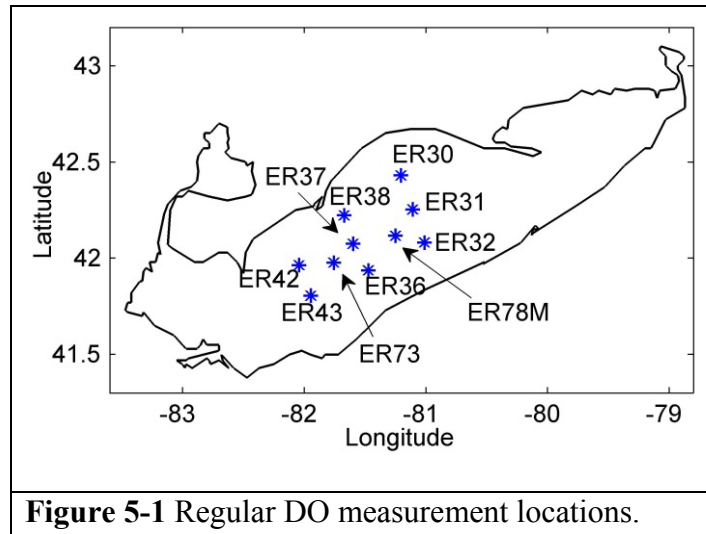 43
42.5
42
41.5
Latitude
ER30
ER37
ER38
ER31
ER32
ER42
ER36
ER43
ER78M
ER73
-83
-82
-81
-80
-79
Longitude
Figure 5-1 Regular DO measurement locations.